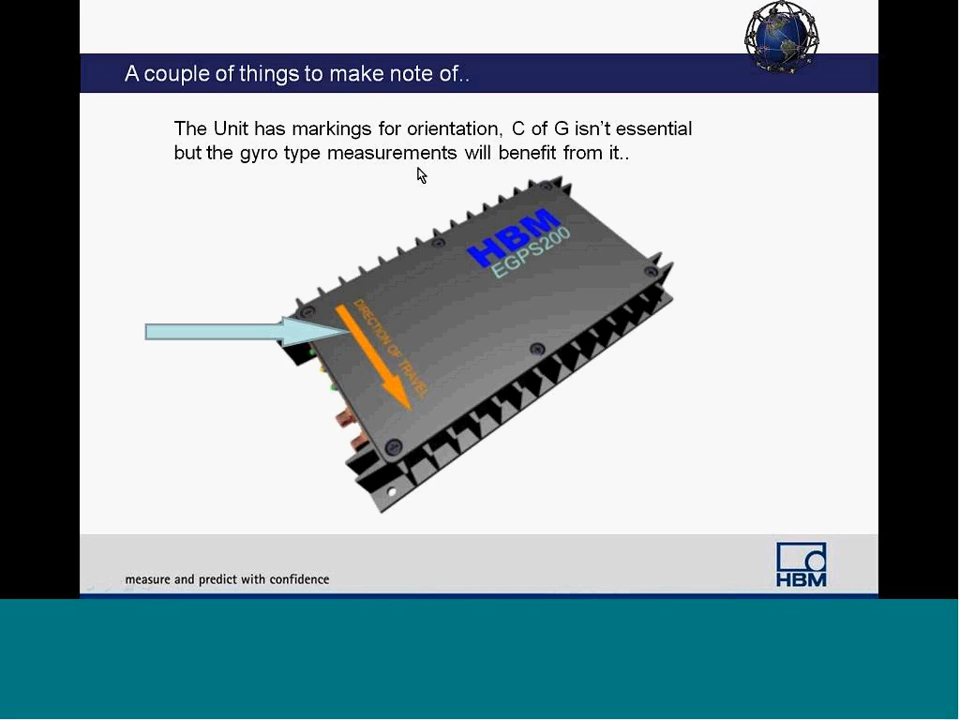 A couple of things to make note of..
The Unit has markings for orientation, C of G isn't essential
but the gyro type measurements will benefit from it..
HBM
EGPS200
DIRECTION OF TRAVEL
measure and predict with confidence
HBM